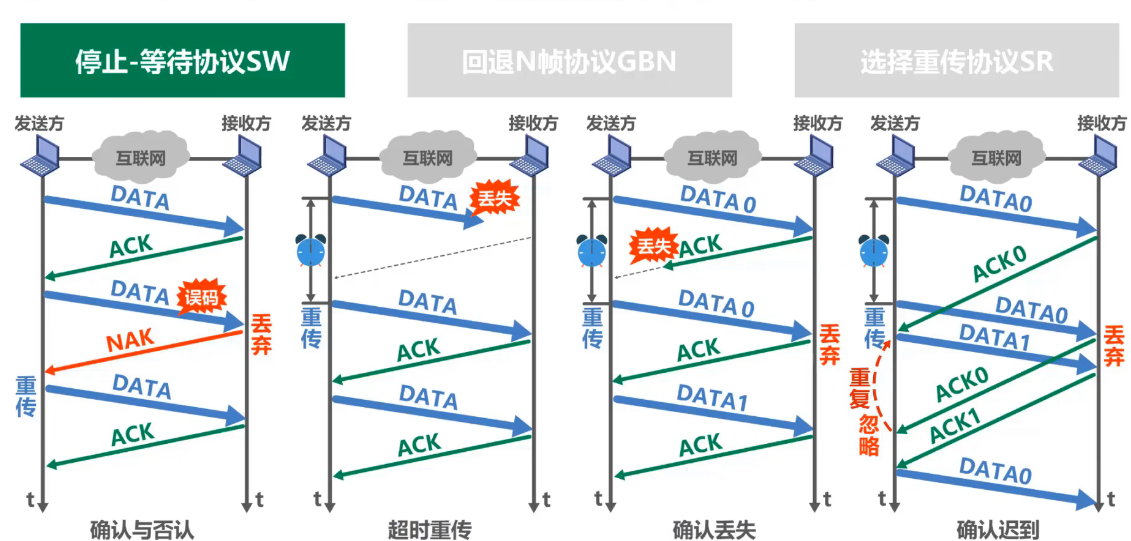 停止-等待协议SW
回退N帧协议GBN
选择重传协议SR
发送方
接收方
互联网
DATA
ACK
DATA
误码
丢弃
NAK
重传
DATA
ACK
t
t
确认与否认
发送方
接收方
互联网
DATA
丢失
重传
DATA
ACK
DATA
ACK
t
t
超时重传
发送方
接收方
互联网
DATA0
丢失
ACK
重传
DATA0
丢弃
ACK
DATA1
ACK
t
t
确认丢失
发送方
接收方
互联网
DATA0
ACK0
重传
DATA0
DATA1
丢弃
重复
忽略
ACK0
ACK1
DATA0
t
t
确认迟到